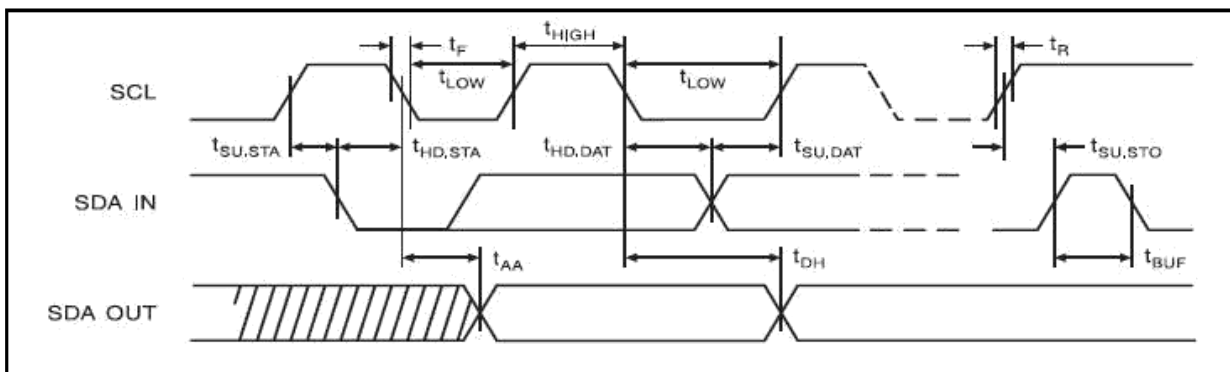 tHIGH
tF
tR
tLOW
tLOW
SCL
tSU.STA
tHD.STA
tHD.DAT
tSU.DAT
tSU.STO
SDA IN
tAA
tDH
tBUF
SDA OUT